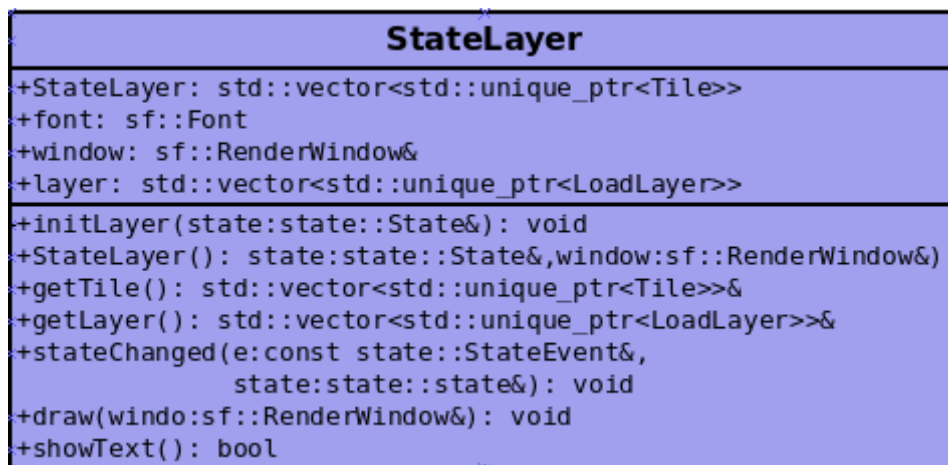 StateLayer
+StateLayer: std::vector<std::unique_ptr<Tile>>
+font: sf::Font
+window: sf::RenderWindow&
+layer: std::vector<std::unique_ptr<LoadLayer>>
+initLayer(state:state::State&): void
+StateLayer(): state:state::State&,window:sf::RenderWindow&)
+getTile(): std::vector<std::unique_ptr<Tile>>&
+getLayer(): std::vector<std::unique_ptr<LoadLayer>>&
+stateChanged(e:const state::StateEvent&,
state:state::state&): void
+draw(windo:sf::RenderWindow&): void
+showText(): bool